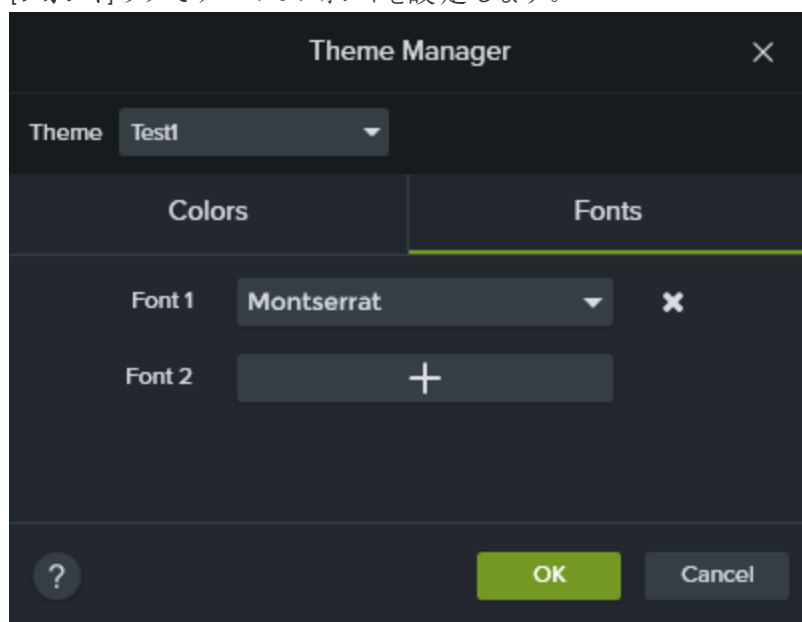 Theme Manager
Theme Test1
Colors Fonts
Font 1 Montserrat
Font 2
?
OK Cancel